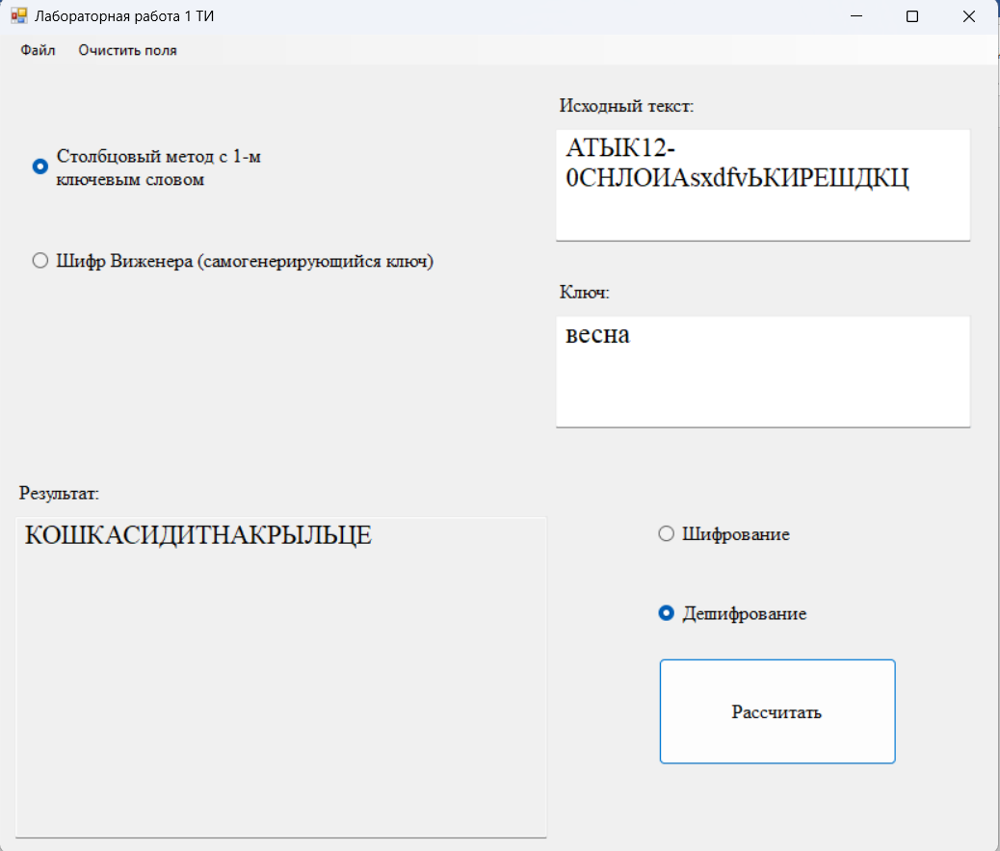 Лабораторная работа 1 ТИ
Файл Очистить поля
Исходный текст:
АТЫК12-
0СНЛОИАsxdfvЬКИРЕШДКЦ
Столбцовый метод с 1-м
ключевым словом
Шифр Виженера (самогенерирующийся ключ)
Ключ:
весна
Результат:
КОШКАСИДИТНАКРЫЛЬЦЕ
Шифрование
Дешифрование
Рассчитать